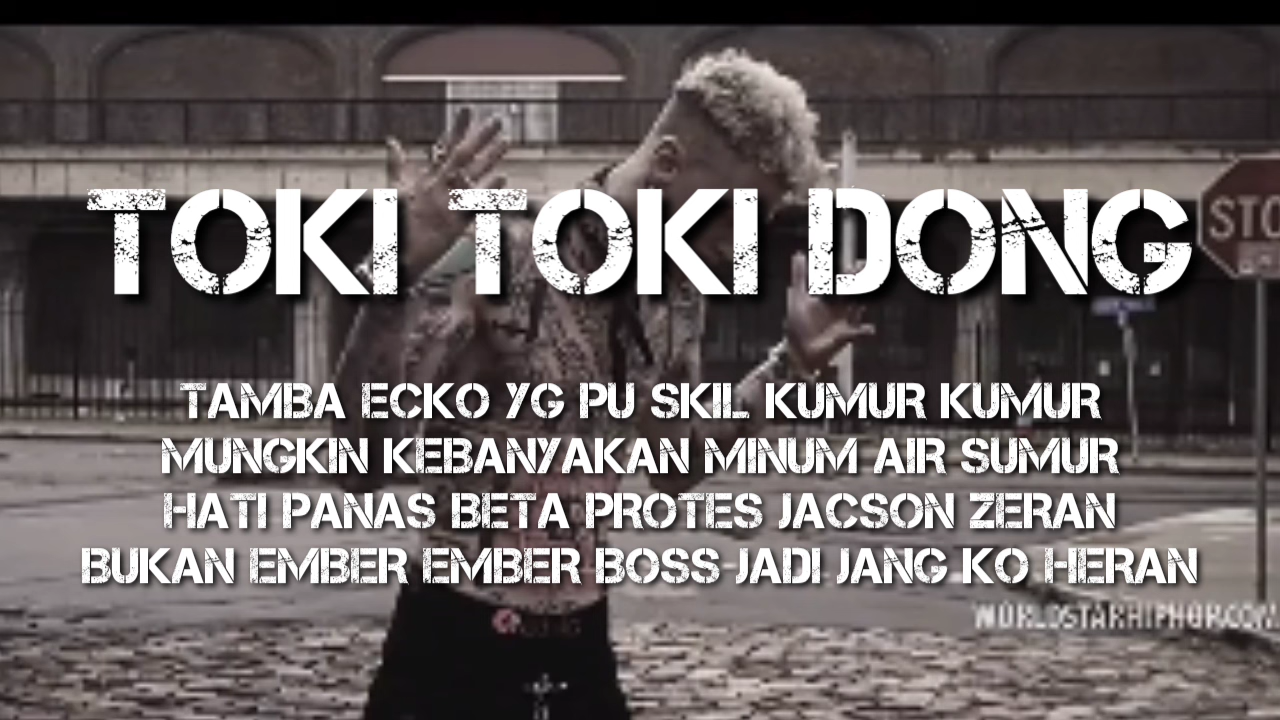 TOKI TOKI DONG
STO
TAMBA ECKO YG PU SKIL KUMUR KUMUR
MUNGKIN KEBANYAKAN MINUM AIR SUMUR
HATI PANAS BETA PROTES JACSON ZERAN
BUKAN EMBER EMBER BOSS JADI JANG KO HERAN
WORLDSTARHIPHOP.COM